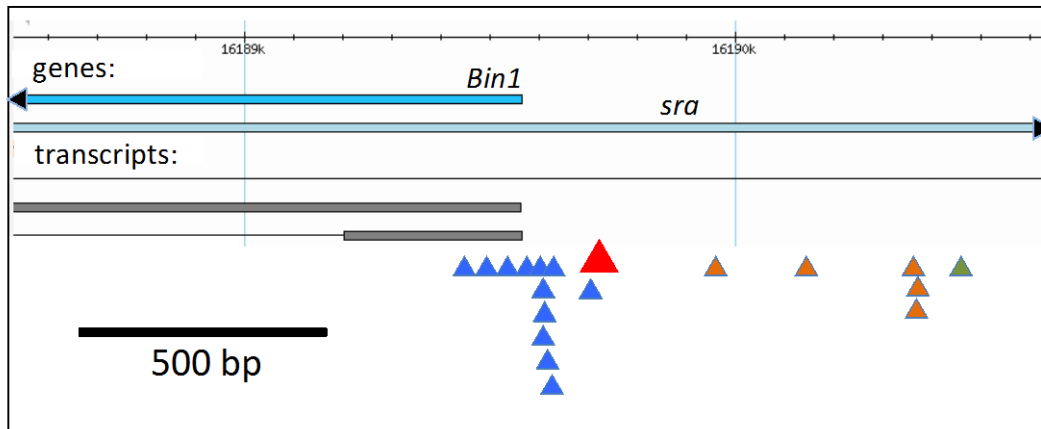 16189k 16190k
genes:
Bin1
sra
transcripts:
500 bp